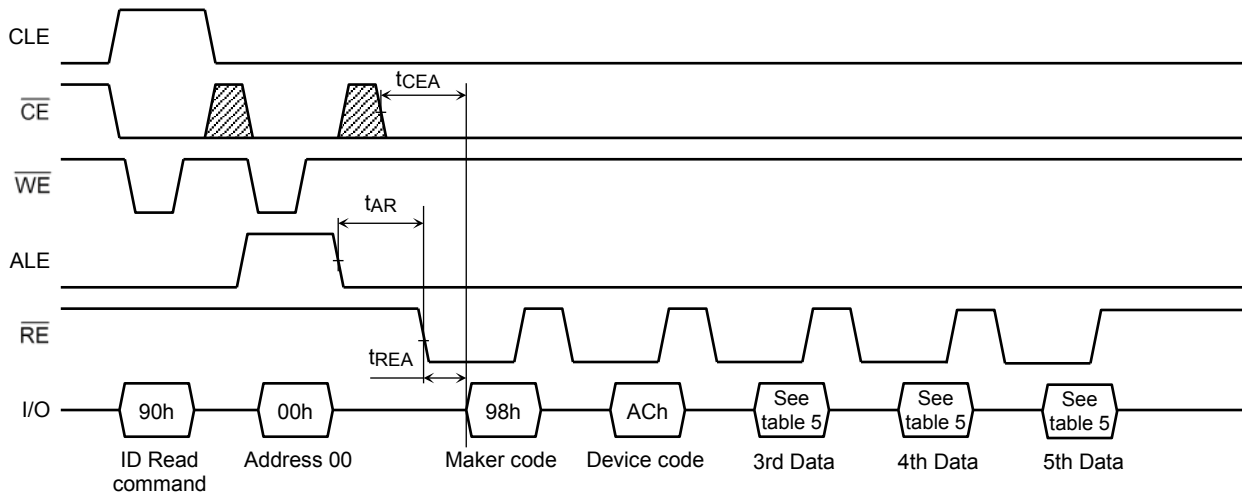 CLE
tCEA
CE
WE
tAR
ALE
RE
tREA
I/O
90h
00h
98h
ACh
See
table 5
See
table 5
See
table 5
ID Read
command
Address 00
Maker code
Device code
3rd Data
4th Data
5th Data